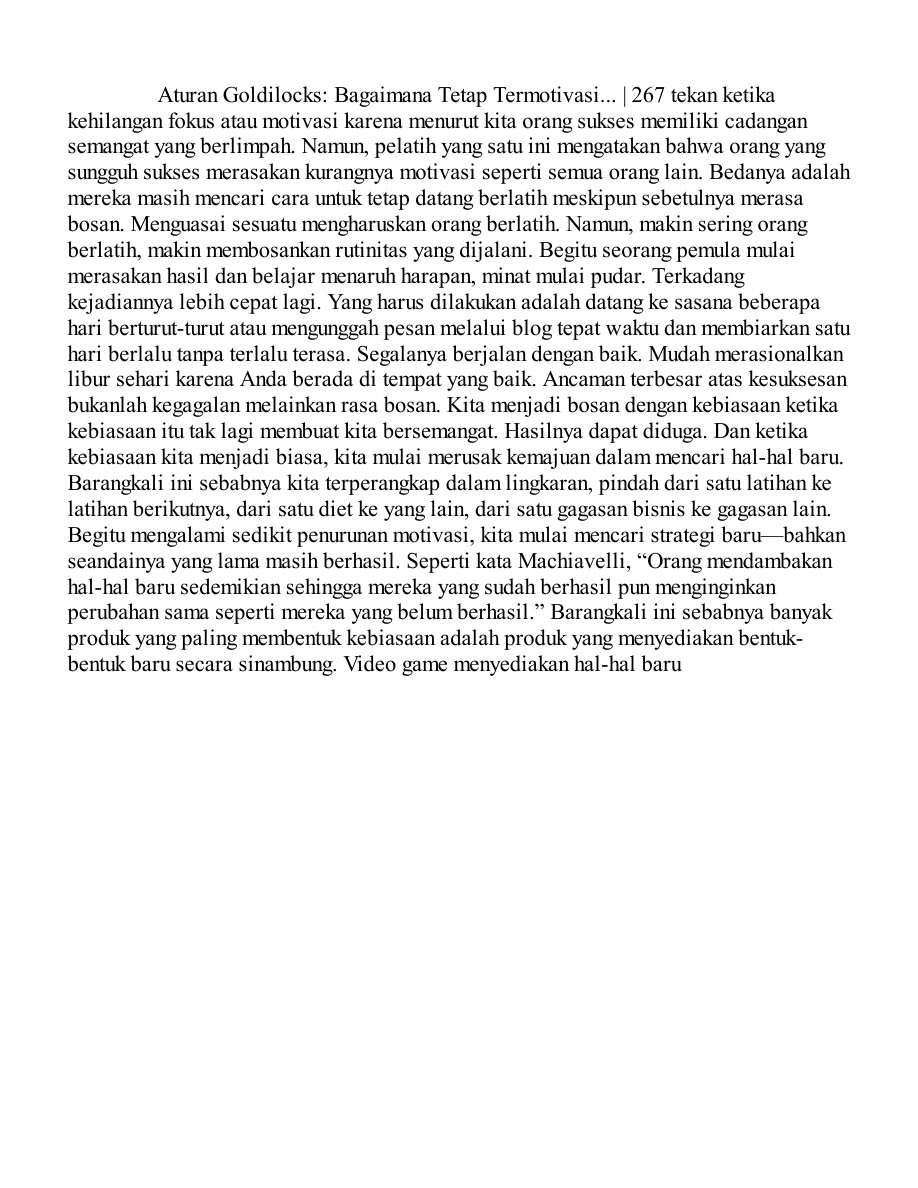 Aturan Goldilocks: Bagaimana Tetap Termotivasi... | 267 tekan ketika
kehilangan fokus atau motivasi karena menurut kita orang sukses memiliki cadangan
semangat yang berlimpah. Namun, pelatih yang satu ini mengatakan bahwa orang yang
sungguh sukses merasakan kurangnya motivasi seperti semua orang lain. Bedanya adalah
mereka masih mencari cara untuk tetap datang berlatih meskipun sebetulnya merasa
bosan. Menguasai sesuatu mengharuskan orang berlatih. Namun, makin sering orang
berlatih, makin membosankan rutinitas yang dijalani. Begitu seorang pemula mulai
merasakan hasil dan belajar menaruh harapan, minat mulai pudar. Terkadang
kejadiannya lebih cepat lagi. Yang harus dilakukan adalah datang ke sasana beberapa
hari berturut-turut atau mengunggah pesan melalui blog tepat waktu dan membiarkan satu
hari berlalu tanpa terlalu terasa. Segalanya berjalan dengan baik. Mudah merasionalkan
libur sehari karena Anda berada di tempat yang baik. Ancaman terbesar atas kesuksesan
bukanlah kegagalan melainkan rasa bosan. Kita menjadi bosan dengan kebiasaan ketika
kebiasaan itu tak lagi membuat kita bersemangat. Hasilnya dapat diduga. Dan ketika
kebiasaan kita menjadi biasa, kita mulai merusak kemajuan dalam mencari hal-hal baru.
Barangkali ini sebabnya kita terperangkap dalam lingkaran, pindah dari satu latihan ke
latihan berikutnya, dari satu diet ke yang lain, dari satu gagasan bisnis ke gagasan lain.
Begitu mengalami sedikit penurunan motivasi, kita mulai mencari strategi baru—bahkan
seandainya yang lama masih berhasil. Seperti kata Machiavelli, “Orang mendambakan
hal-hal baru sedemikian sehingga mereka yang sudah berhasil pun menginginkan
perubahan sama seperti mereka yang belum berhasil.” Barangkali ini sebabnya banyak
produk yang paling membentuk kebiasaan adalah produk yang menyediakan bentuk-
bentuk baru secara sinambung. Video game menyediakan hal-hal baru